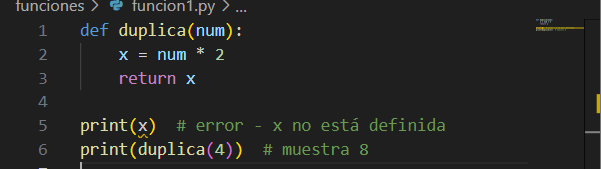 funciones > funcion1.py > ...
1 def duplica(num):
2     x = num * 2
3     return x
4
5 print(x)  # error - x no está definida
6 print(duplica(4))  # muestra 8